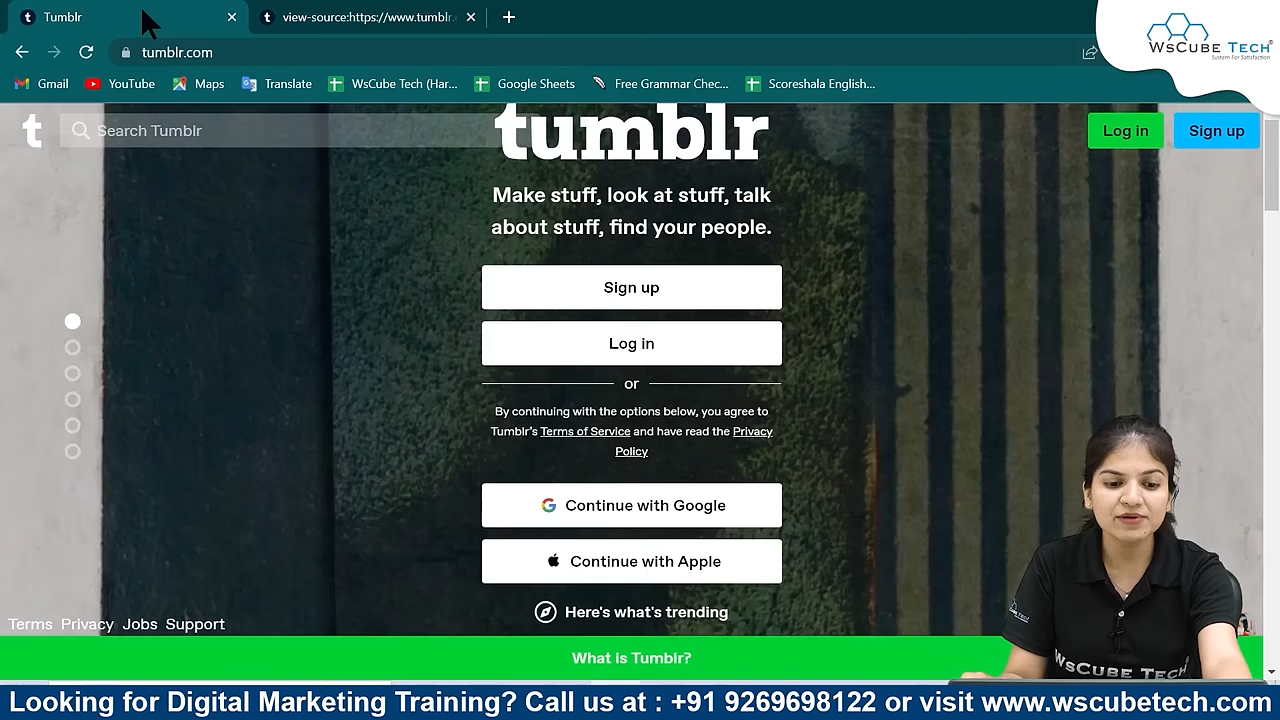 Tumblr
view-source:https://www.tumblr.
tumblr.com
WsCube Tech®
System For Satisfaction
Gmail
YouTube
Maps
Translate
WsCube Tech (Har...
Google Sheets
Free Grammar Chec...
Scoreshala English...
t
Search Tumblr
tumblr
Log in
Sign up
Make stuff, look at stuff, talk
about stuff, find your people.
Sign up
Log in
or
By continuing with the options below, you agree to
Tumblr's Terms of Service and have read the Privacy
Policy
Continue with Google
Continue with Apple
Here's what's trending
Terms Privacy Jobs Support
What is Tumblr?
WsCube Tech
Looking for Digital Marketing Training? Call us at : +91 9269698122 or visit www.wscubetech.com